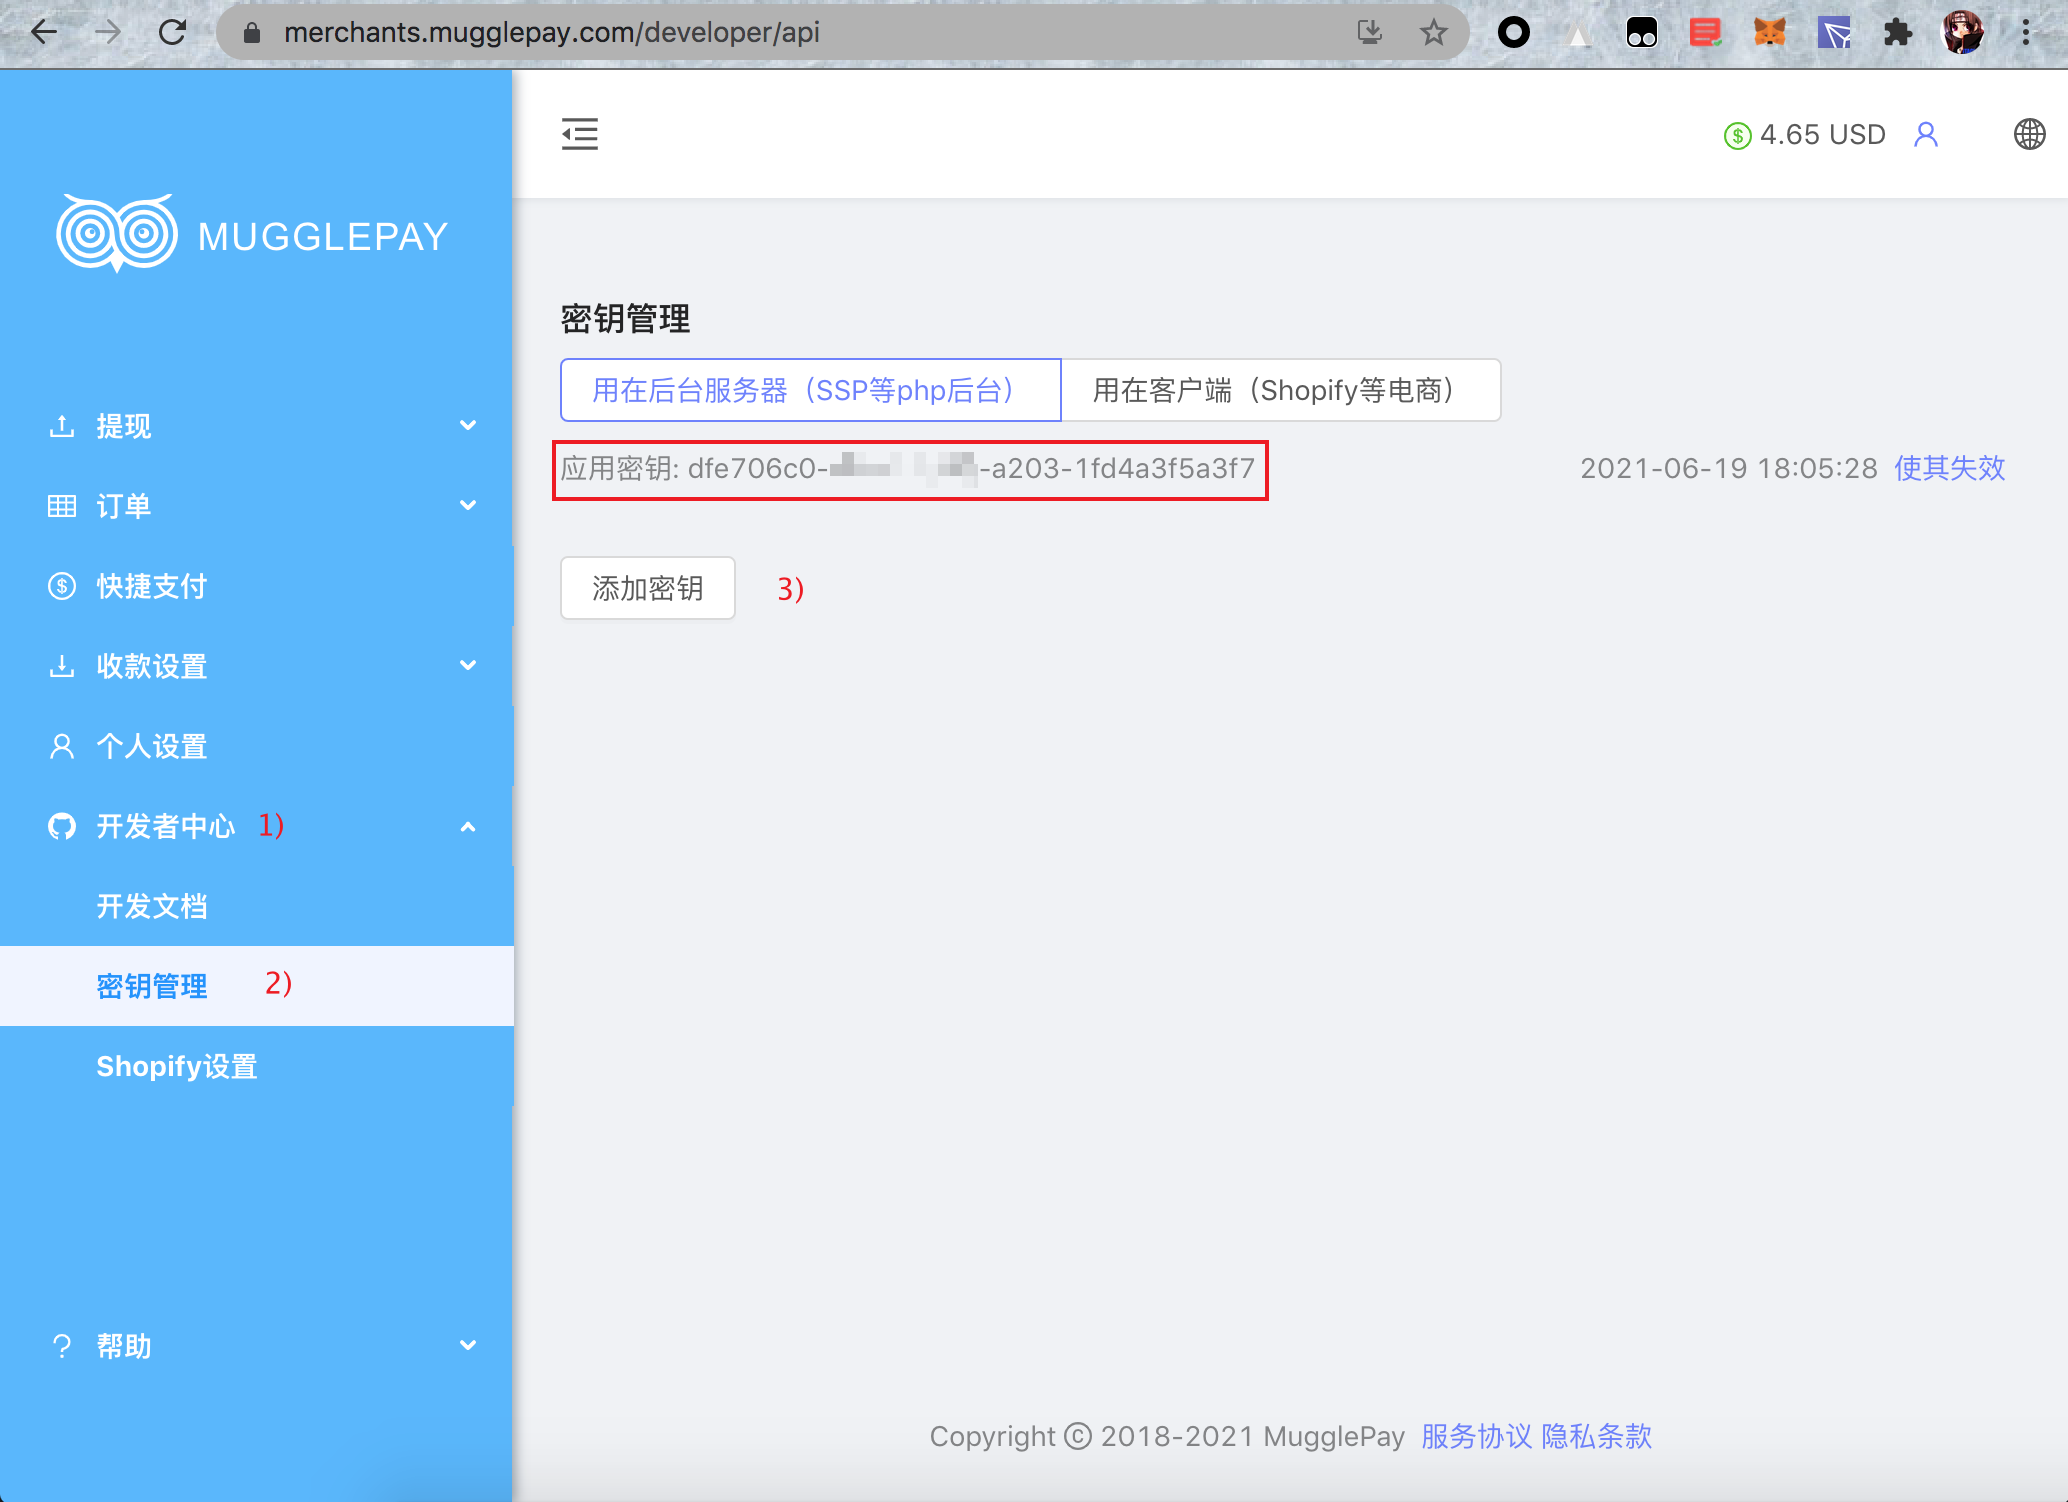 merchants.mugglepay.com/developer/api
4.65 USD
MUGGLEPAY
提现
订单
快捷支付
收款设置
个人设置
开发者中心 1)
开发文档
密钥管理 2)
Shopify设置
帮助
密钥管理
用在后台服务器（SSP等php后台） 用在客户端（Shopify等电商）
应用密钥: dfe706c0- -a203-1fd4a3f5a3f7 2021-06-19 18:05:28 使其失效
添加密钥 3)
Copyright © 2018-2021 MugglePay 服务协议 隐私条款